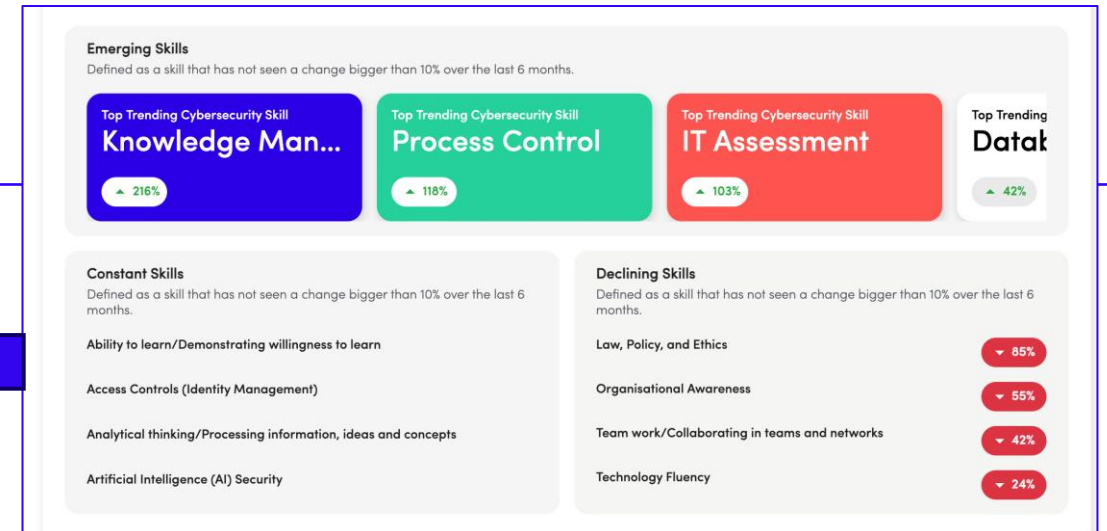 Emerging Skills
Defined as a skill that has not seen a change bigger than 10% over the last 6 months.
Top Trending Cybersecurity Skill
Knowledge Man...
216%
Top Trending Cybersecurity Skill
Process Control
118%
Top Trending Cybersecurity Skill
IT Assessment
103%
Top Trending
Datab
42%
Constant Skills
Defined as a skill that has not seen a change bigger than 10% over the last 6
months.
Ability to learn/Demonstrating willingness to learn
Access Controls (Identity Management)
Analytical thinking/Processing information, ideas and concepts
Artificial Intelligence (AI) Security
Declining Skills
Defined as a skill that has not seen a change bigger than 10% over the last 6
months.
Law, Policy, and Ethics
85%
Organisational Awareness
55%
Team work/Collaborating in teams and networks
42%
Technology Fluency
24%